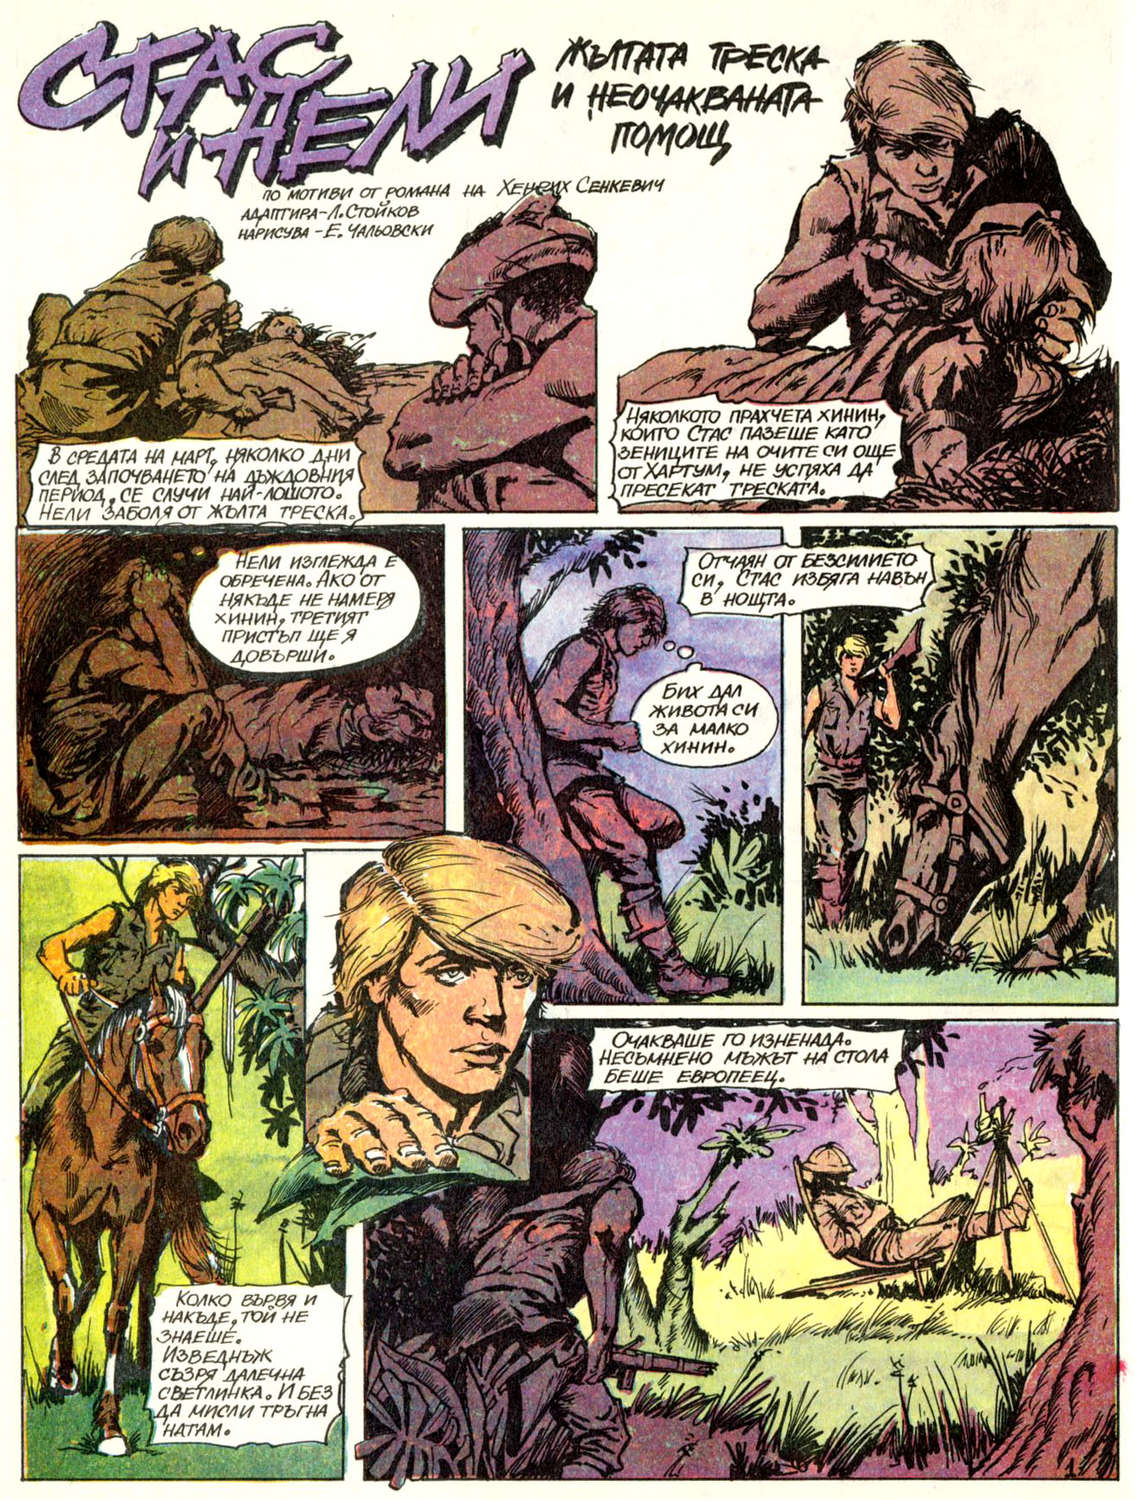 СТАС
И НЕЛИ
ЖЪЛТАТА ТРЕСКА
И НЕОЧАКВАНАТА
ПОМОЩ
ПО МОТИВИ ОТ РОМАНА НА ХЕНРИХ СЕНКЕВИЧ
АДАПТИРА - Л. СТОЙКОВ
НАРИСУВА - Е. ЧАЛЬОВСКИ
В СРЕДАТА НА МАРТ, НЯКОЛКО ДНИ
СЛЕД ЗАПОЧВАНЕТО НА ДЪЖДОВНИЯ
ПЕРИОД, СЕ СЛУЧИ НАЙ-ЛОШОТО.
НЕЛИ ЗАБОЛЯ ОТ ЖЪЛТА ТРЕСКА.
НЯКОЛКОТО ПРАХЧЕТА ХИНИН,
КОИТО СТАС ПАЗЕШЕ КАТО
ЗЕНИЦИТЕ НА ОЧИТЕ СИ ОЩЕ
ОТ ХАРТУМ, НЕ УСПЯХА ДА
ПРЕСЕКАТ ТРЕСКАТА.
НЕЛИ ИЗГЛЕЖДА Е
ОБРЕЧЕНА. АКО ОТ
НЯКЪДЕ НЕ НАМЕРЯ
ХИНИН, ТРЕТИЯТ
ПРИСТЪП ЩЕ Я
ДОВЪРШИ.
ОТЧАЯН ОТ БЕЗСИЛИЕТО
СИ, СТАС ИЗБЯГА НАВЪН
В НОЩТА.
БИХ ДАЛ
ЖИВОТА СИ
ЗА МАЛКО
ХИНИН.
КОЛКО ВЪРВЯ И
НАКЪДЕ, ТОЙ НЕ
ЗНАЕШЕ.
ИЗВЕДНЪЖ
СЪЗРЯ ДАЛЕЧНА
СВЕТЛИНКА. И БЕЗ
ДА МИСЛИ ТРЪГНА
НАТАМ.
ОЧАКВАШЕ ГО ИЗНЕНАДА.
НЕСЪМНЕНО МЪЖЪТ НА СТОЛА
БЕШЕ ЕВРОПЕЕЦ.